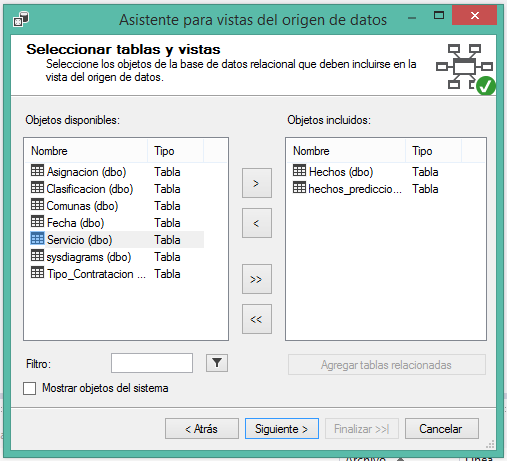 Asistente para vistas del origen de datos
Seleccionar tablas y vistas
Seleccione los objetos de la base de datos relacional que deben incluirse en la
vista del origen de datos.
Objetos disponibles:
Objetos incluidos:
Nombre Tipo
Asignacion (dbo) Tabla
Clasificacion (dbo) Tabla
Comunas (dbo) Tabla
Fecha (dbo) Tabla
Servicio (dbo) Tabla
sysdiagrams (dbo) Tabla
Tipo_Contratacion ... Tabla
>
<
>>
<<
Nombre Tipo
Hechos (dbo) Tabla
hechos_prediccio... Tabla
Filtro:
Agregar tablas relacionadas
Mostrar objetos del sistema
< Atrás Siguiente > Finalizar >>| Cancelar